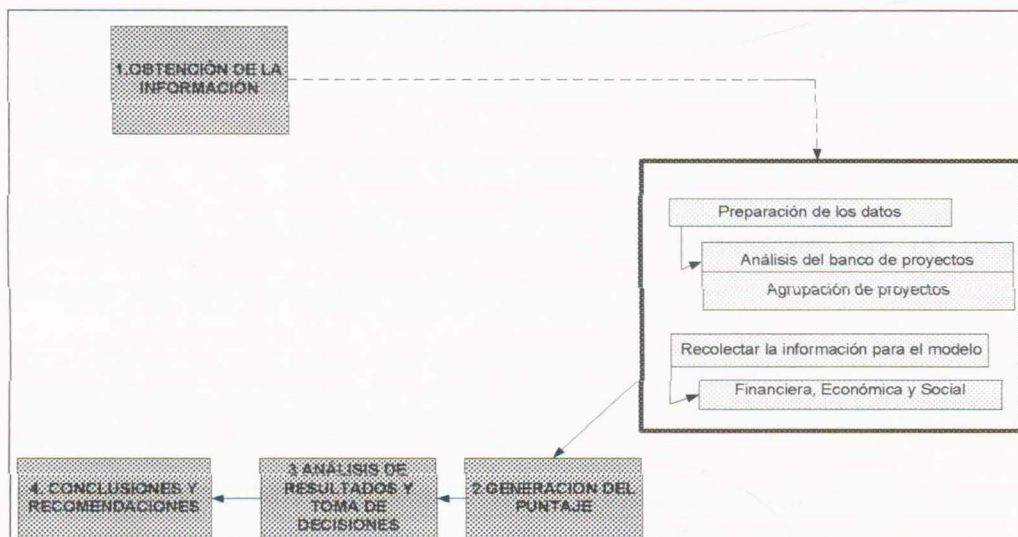 1.OBTENCIÓN DE LA
INFORMACIÓN
Preparación de los datos
Análisis del banco de proyectos
Agrupación de proyectos
Recolectar la información para el modelo
Financiera, Económica y Social
2.GENERACION DEL
PUNTAJE
3.ANÁLISIS DE
RESULTADOS Y
TOMA DE
DECISIONES
4. CONCLUSIONES Y
RECOMENDACIONES